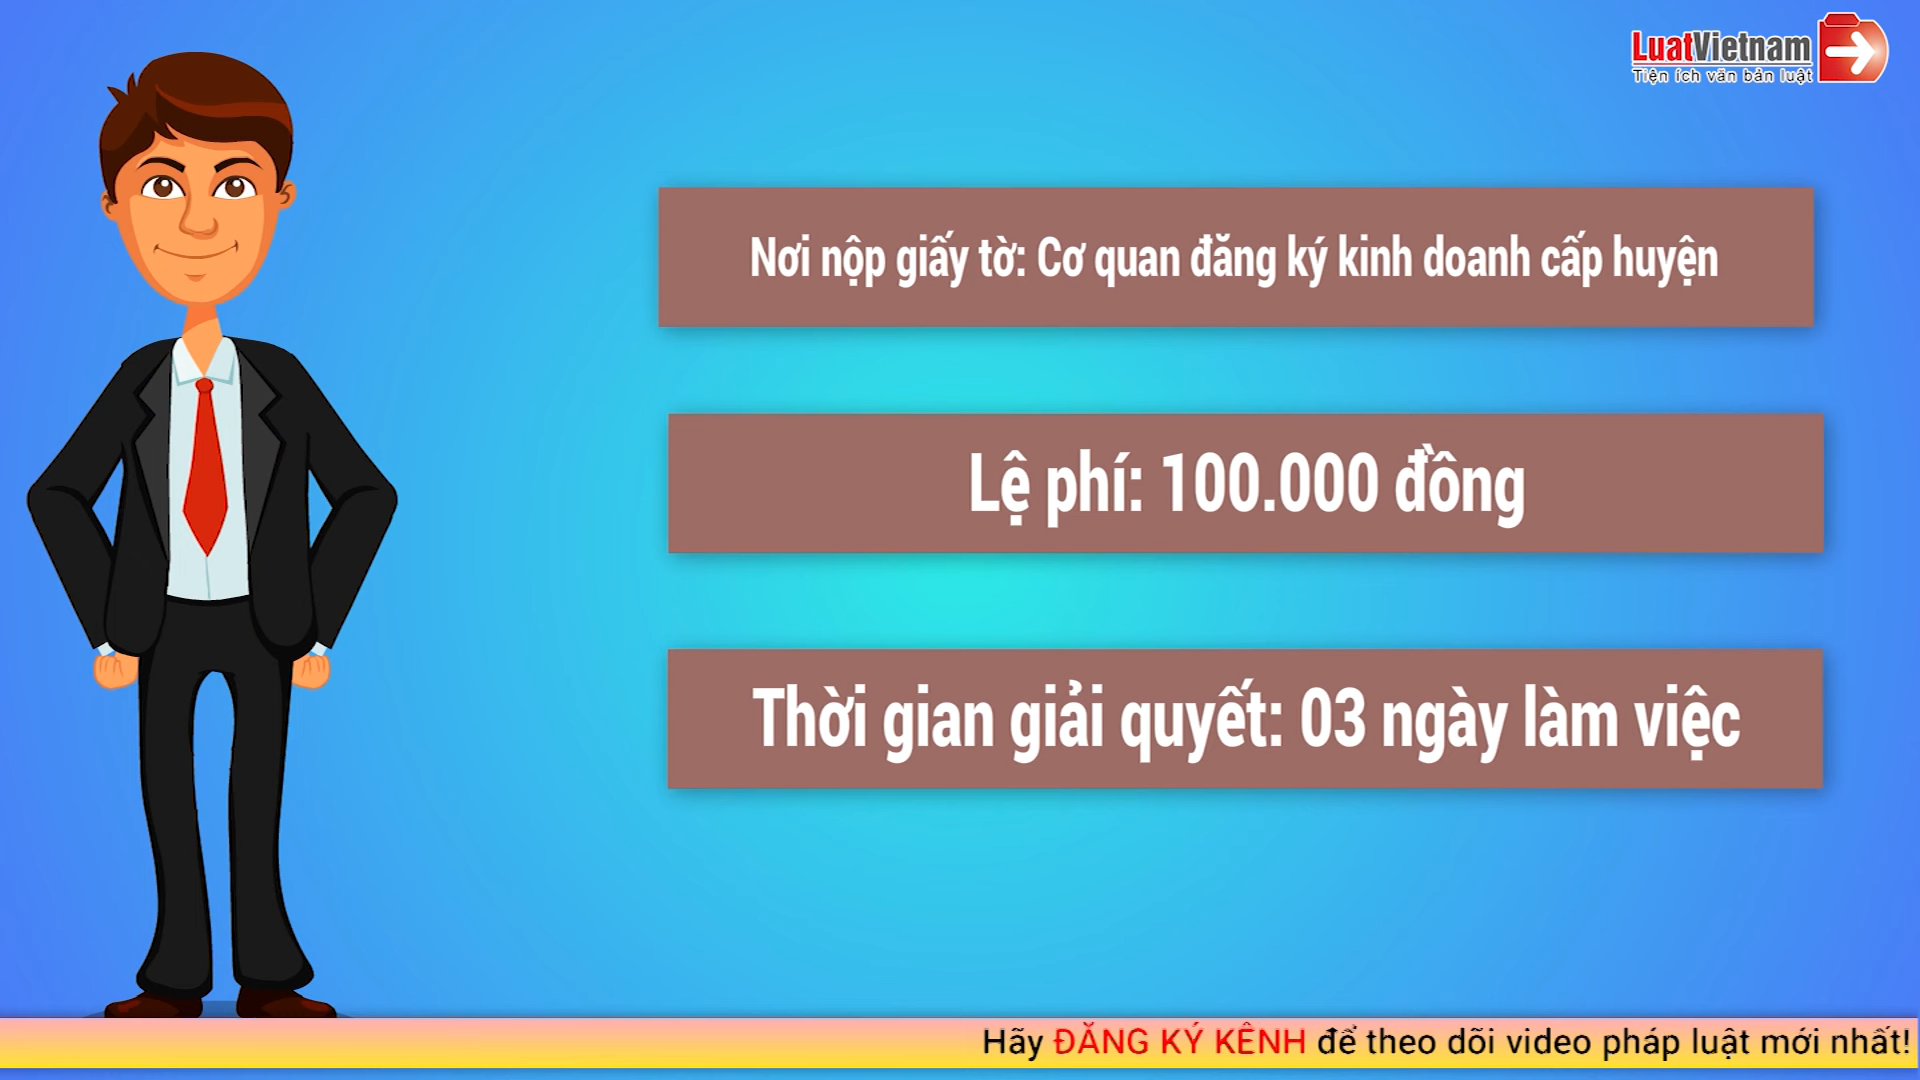 LuatVietnam
Tiện ích văn bản luật
Nơi nộp giấy tờ: Cơ quan đăng ký kinh doanh cấp huyện
Lệ phí: 100.000 đồng
Thời gian giải quyết: 03 ngày làm việc
Hãy ĐĂNG KÝ KÊNH để theo dõi video pháp luật mới nhất!